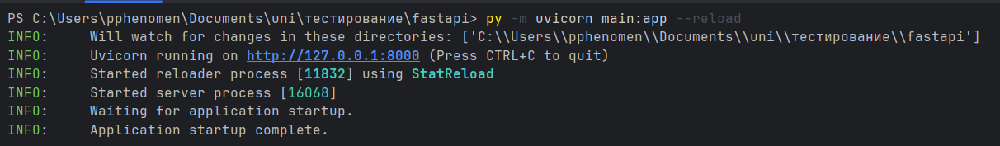 PS C:\Users\pphenomen\Documents\uni\тестирование\fastapi> py -m uvicorn main:app --reload
INFO:     Will watch for changes in these directories: ['C:\\Users\\pphenomen\\Documents\\uni\\тестирование\\fastapi']
INFO:     Uvicorn running on http://127.0.0.1:8000 (Press CTRL+C to quit)
INFO:     Started reloader process [11832] using StatReload
INFO:     Started server process [16068]
INFO:     Waiting for application startup.
INFO:     Application startup complete.